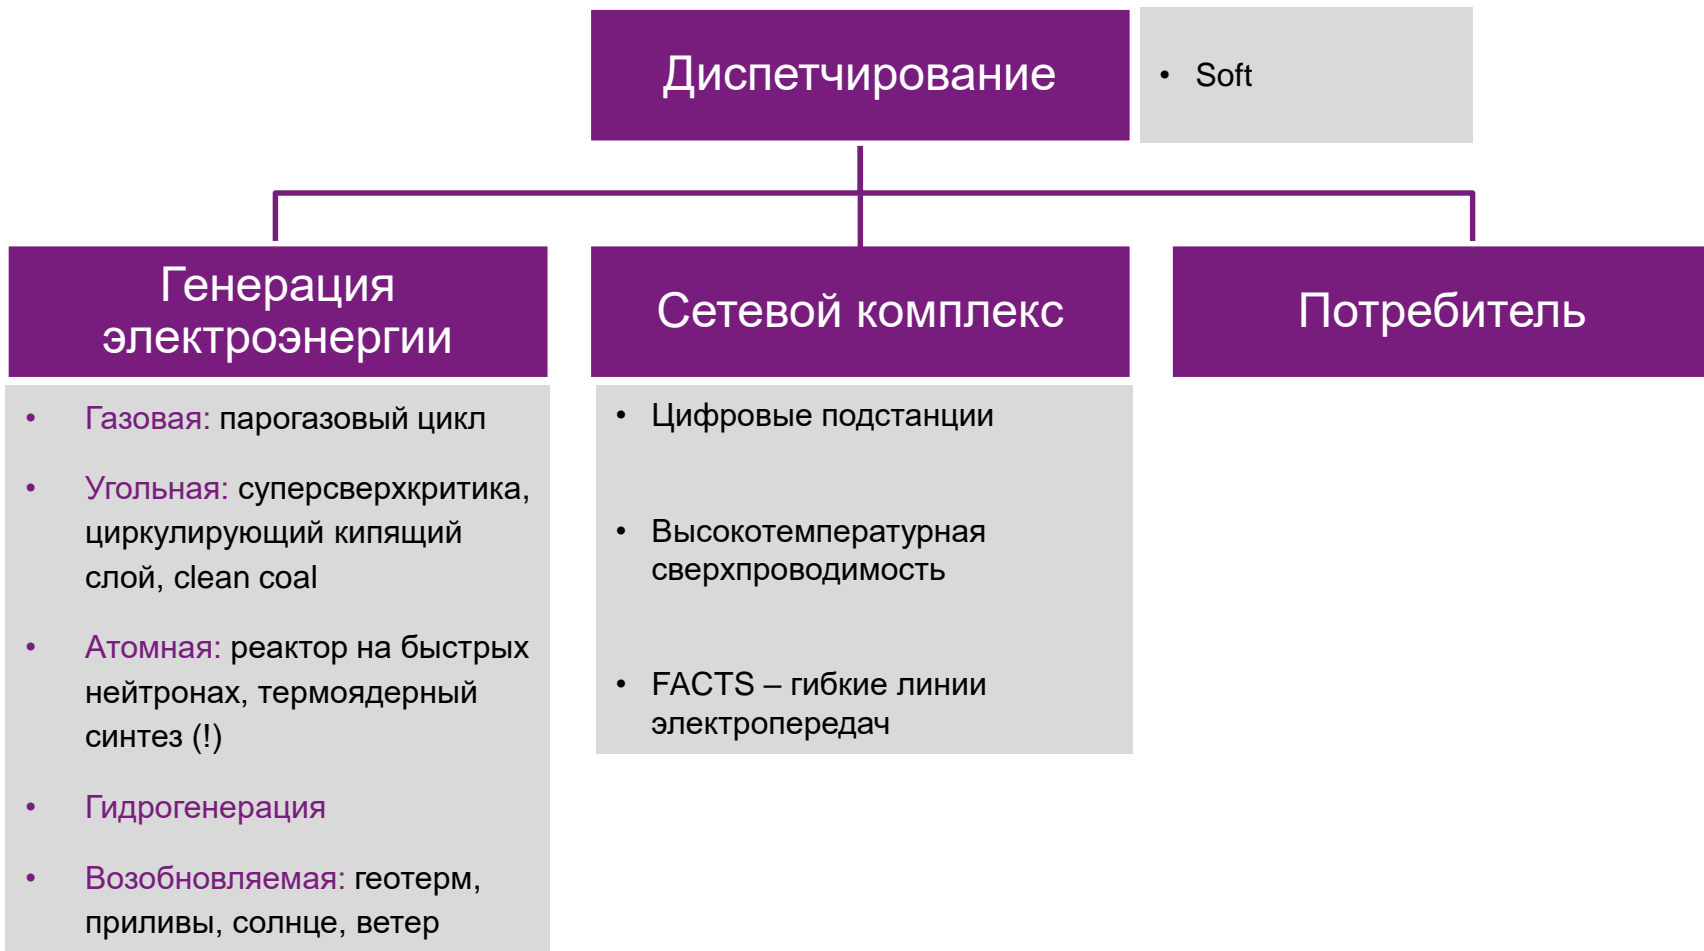 Диспетчирование
• Soft
Генерация
электроэнергии
Сетевой комплекс
Потребитель
• Газовая: парогазовый цикл
• Угольная: суперсверхкритика,
циркулирующий кипящий
слой, clean coal
• Атомная: реактор на быстрых
нейтронах, термоядерный
синтез (!)
• Гидрогенерация
• Возобновляемая: геотерм,
приливы, солнце, ветер
• Цифровые подстанции
• Высокотемпературная
сверхпроводимость
• FACTS – гибкие линии
электропередач